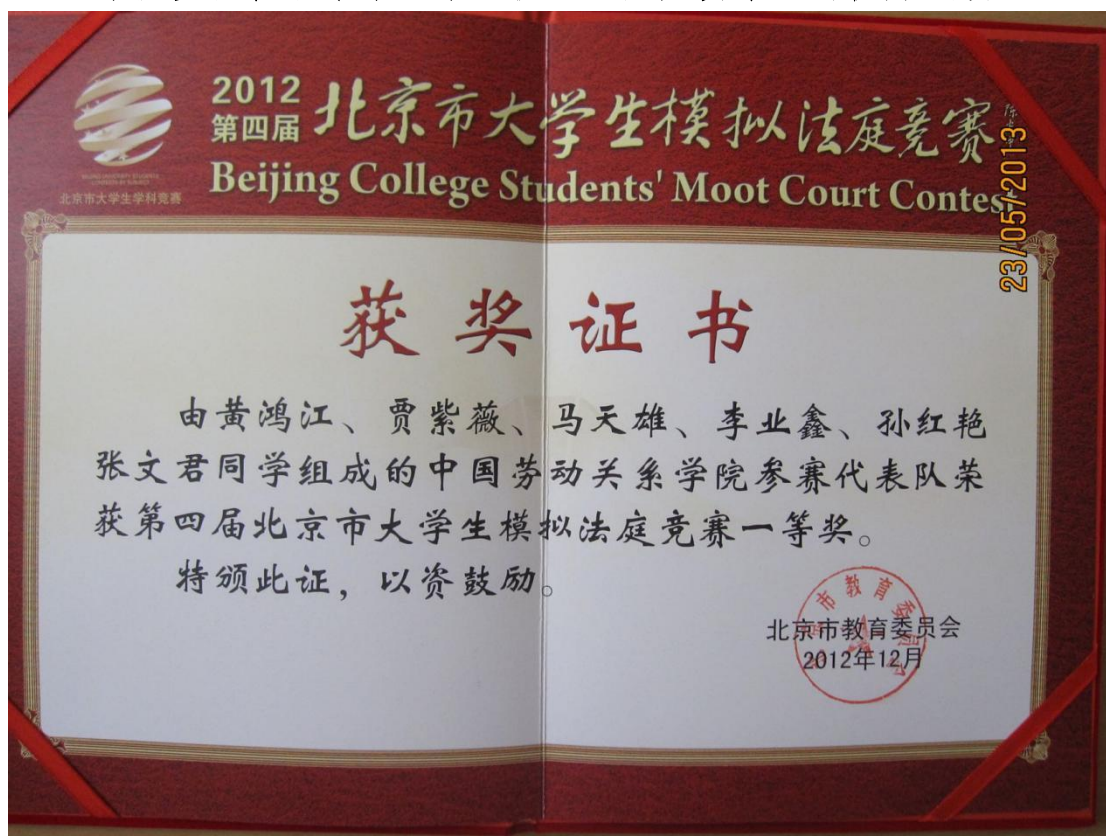 2012
第四届
北京市大学生模拟法庭竞赛
Beijing College Students' Moot Court Contest
北京市大学生学科竞赛
23/05/2013
获奖证书
由黄鸿江、贾紫薇、马天雄、李业鑫、孙红艳
张文君同学组成的中国劳动关系学院参赛代表队荣
获第四届北京市大学生模拟法庭竞赛一等奖。
特颁此证，以资鼓励。
北京市教育委员会
2012年12月